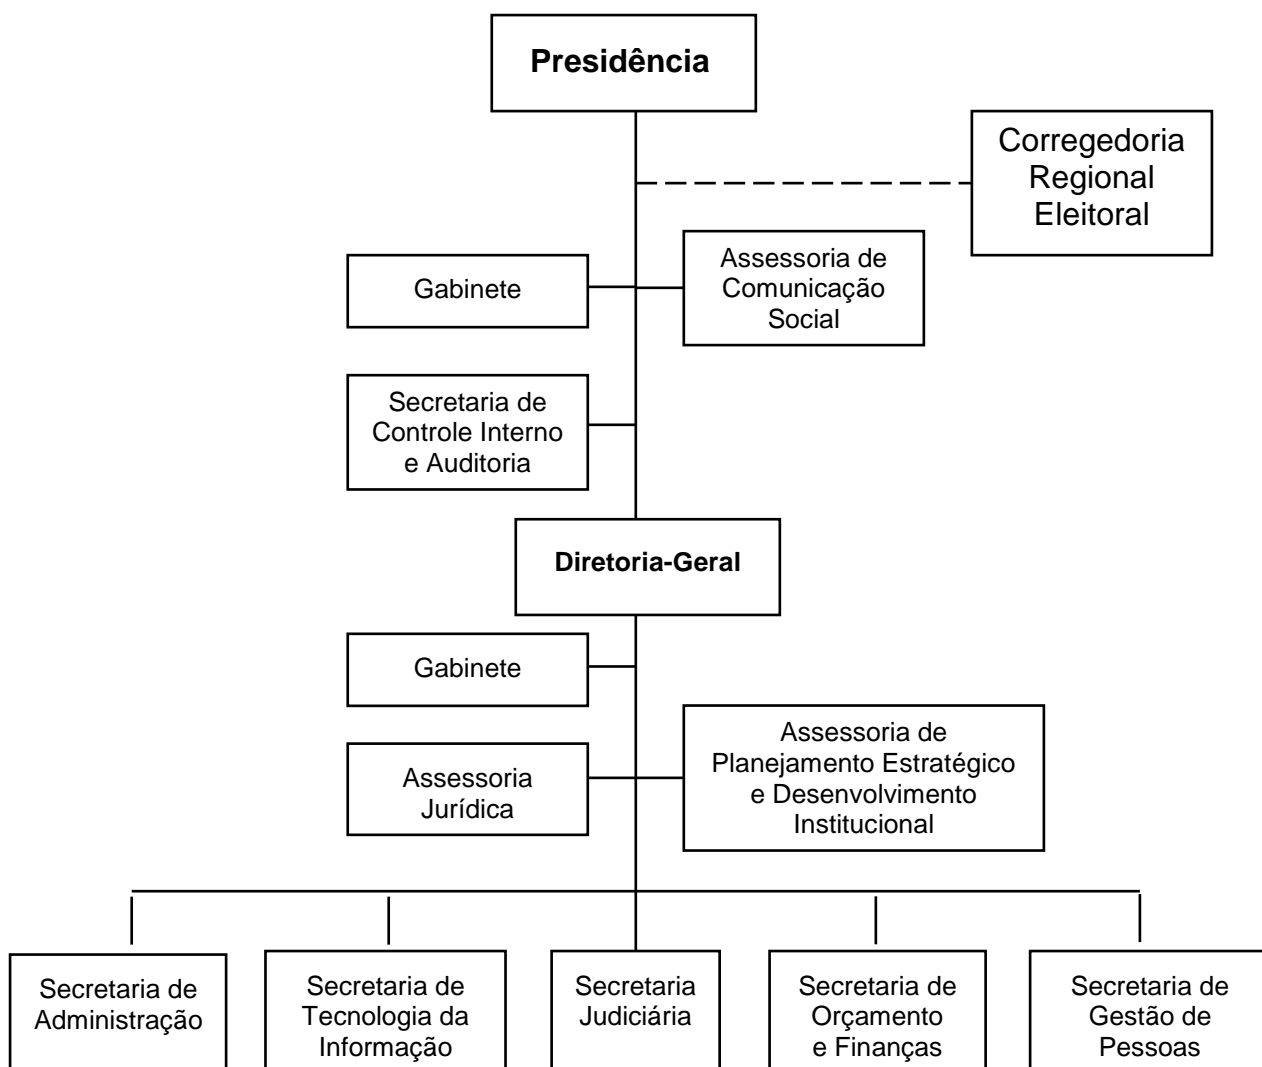 Presidência
Corregedoria
Regional
Eleitoral
Gabinete
Assessoria de
Comunicação
Social
Secretaria de
Controle Interno
e Auditoria
Diretoria-Geral
Gabinete
Assessoria
Jurídica
Assessoria de
Planejamento Estratégico
e Desenvolvimento
Institucional
Secretaria de
Administração
Secretaria de
Tecnologia da
Informação
Secretaria
Judiciária
Secretaria de
Orçamento
e Finanças
Secretaria de
Gestão de
Pessoas